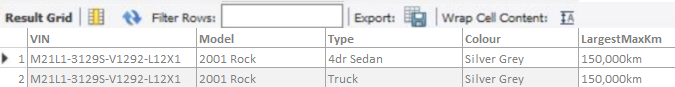 Result Grid Filter Rows: Export: Wrap Cell Content: IA
VIN Model Type Colour LargestMaxKm
1 M21L1-3129S-V1292-L12X1 2001 Rock 4dr Sedan Silver Grey 150,000km
2 M21L1-3129S-V1292-L12X1 2001 Rock Truck Silver Grey 150,000km